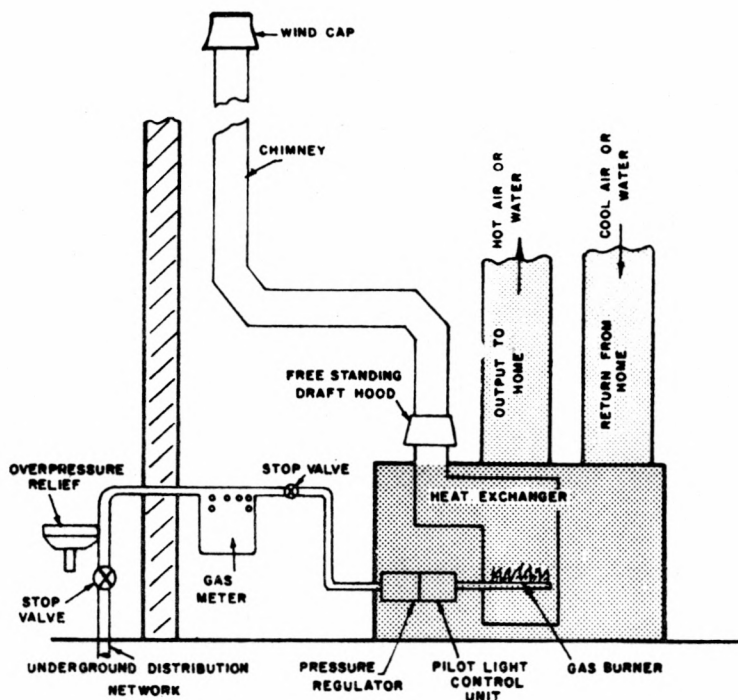 WIND CAP
CHIMNEY
HOT AIR OR
WATER
COOL AIR OR
WATER
OUTPUT TO
HOME
RETURN FROM
HOME
FREE STANDING
DRAFT HOOD
OVERPRESSURE
RELIEF
STOP VALVE
HEAT EXCHANGER
STOP
VALVE
GAS
METER
UNDERGROUND DISTRIBUTION
NETWORK
PRESSURE
REGULATOR
PILOT LIGHT
CONTROL
UNIT
GAS BURNER